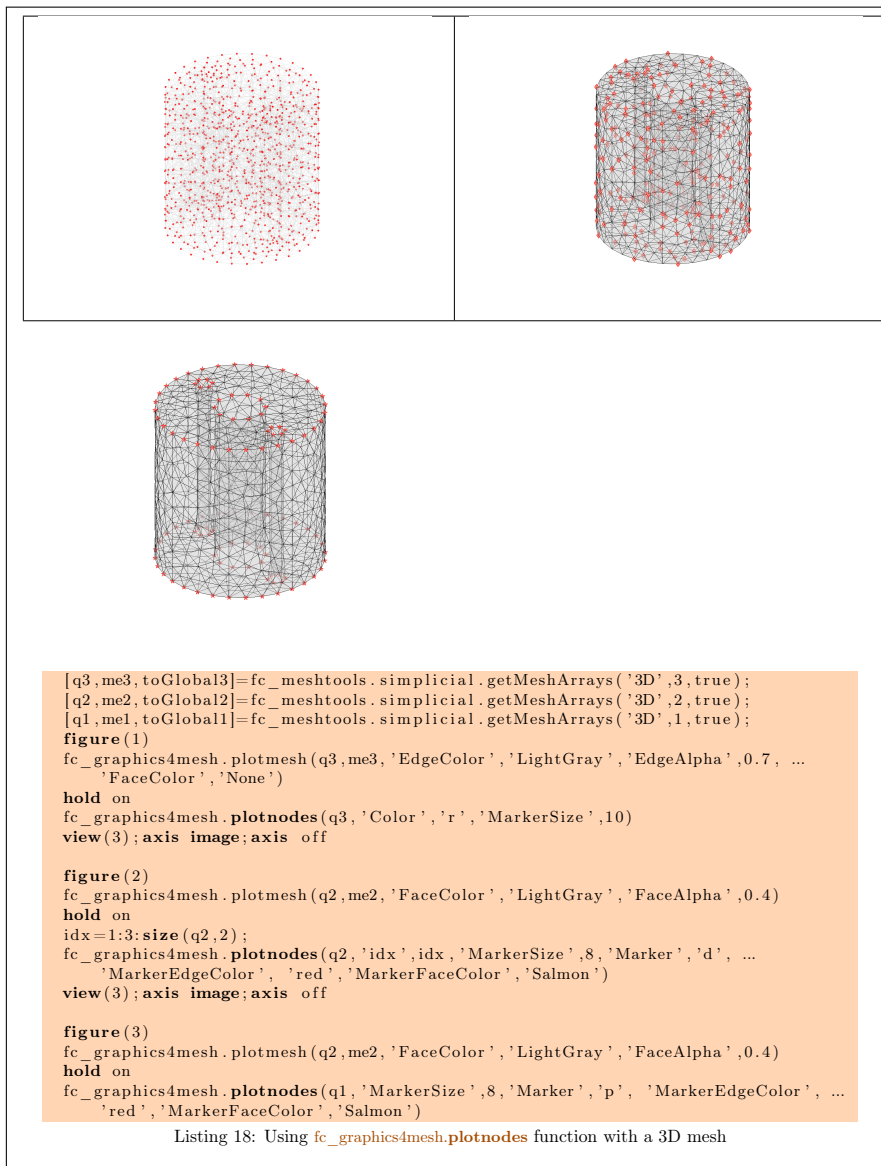 [q3,me3,toGlobal3]=fc_meshtools.simplicial.getMeshArrays('3D',3,true);
[q2,me2,toGlobal2]=fc_meshtools.simplicial.getMeshArrays('3D',2,true);
[q1,me1,toGlobal1]=fc_meshtools.simplicial.getMeshArrays('3D',1,true);
figure(1)
fc_graphics4mesh.plotmesh(q3,me3,'EdgeColor','LightGray','EdgeAlpha',0.7, ...
'FaceColor','None')
hold on
fc_graphics4mesh.plotnodes(q3,'Color','r','MarkerSize',10)
view(3);axis image;axis off
figure(2)
fc_graphics4mesh.plotmesh(q2,me2,'FaceColor','LightGray','FaceAlpha',0.4)
hold on
idx=1:3:size(q2,2);
fc_graphics4mesh.plotnodes(q2,'idx',idx,'MarkerSize',8,'Marker','d', ...
'MarkerEdgeColor', 'red','MarkerFaceColor','Salmon')
view(3);axis image;axis off
figure(3)
fc_graphics4mesh.plotmesh(q2,me2,'FaceColor','LightGray','FaceAlpha',0.4)
hold on
fc_graphics4mesh.plotnodes(q1,'MarkerSize',8,'Marker','p', 'MarkerEdgeColor', ...
'red','MarkerFaceColor','Salmon')
Listing 18: Using fc_graphics4mesh.plotnodes function with a 3D mesh